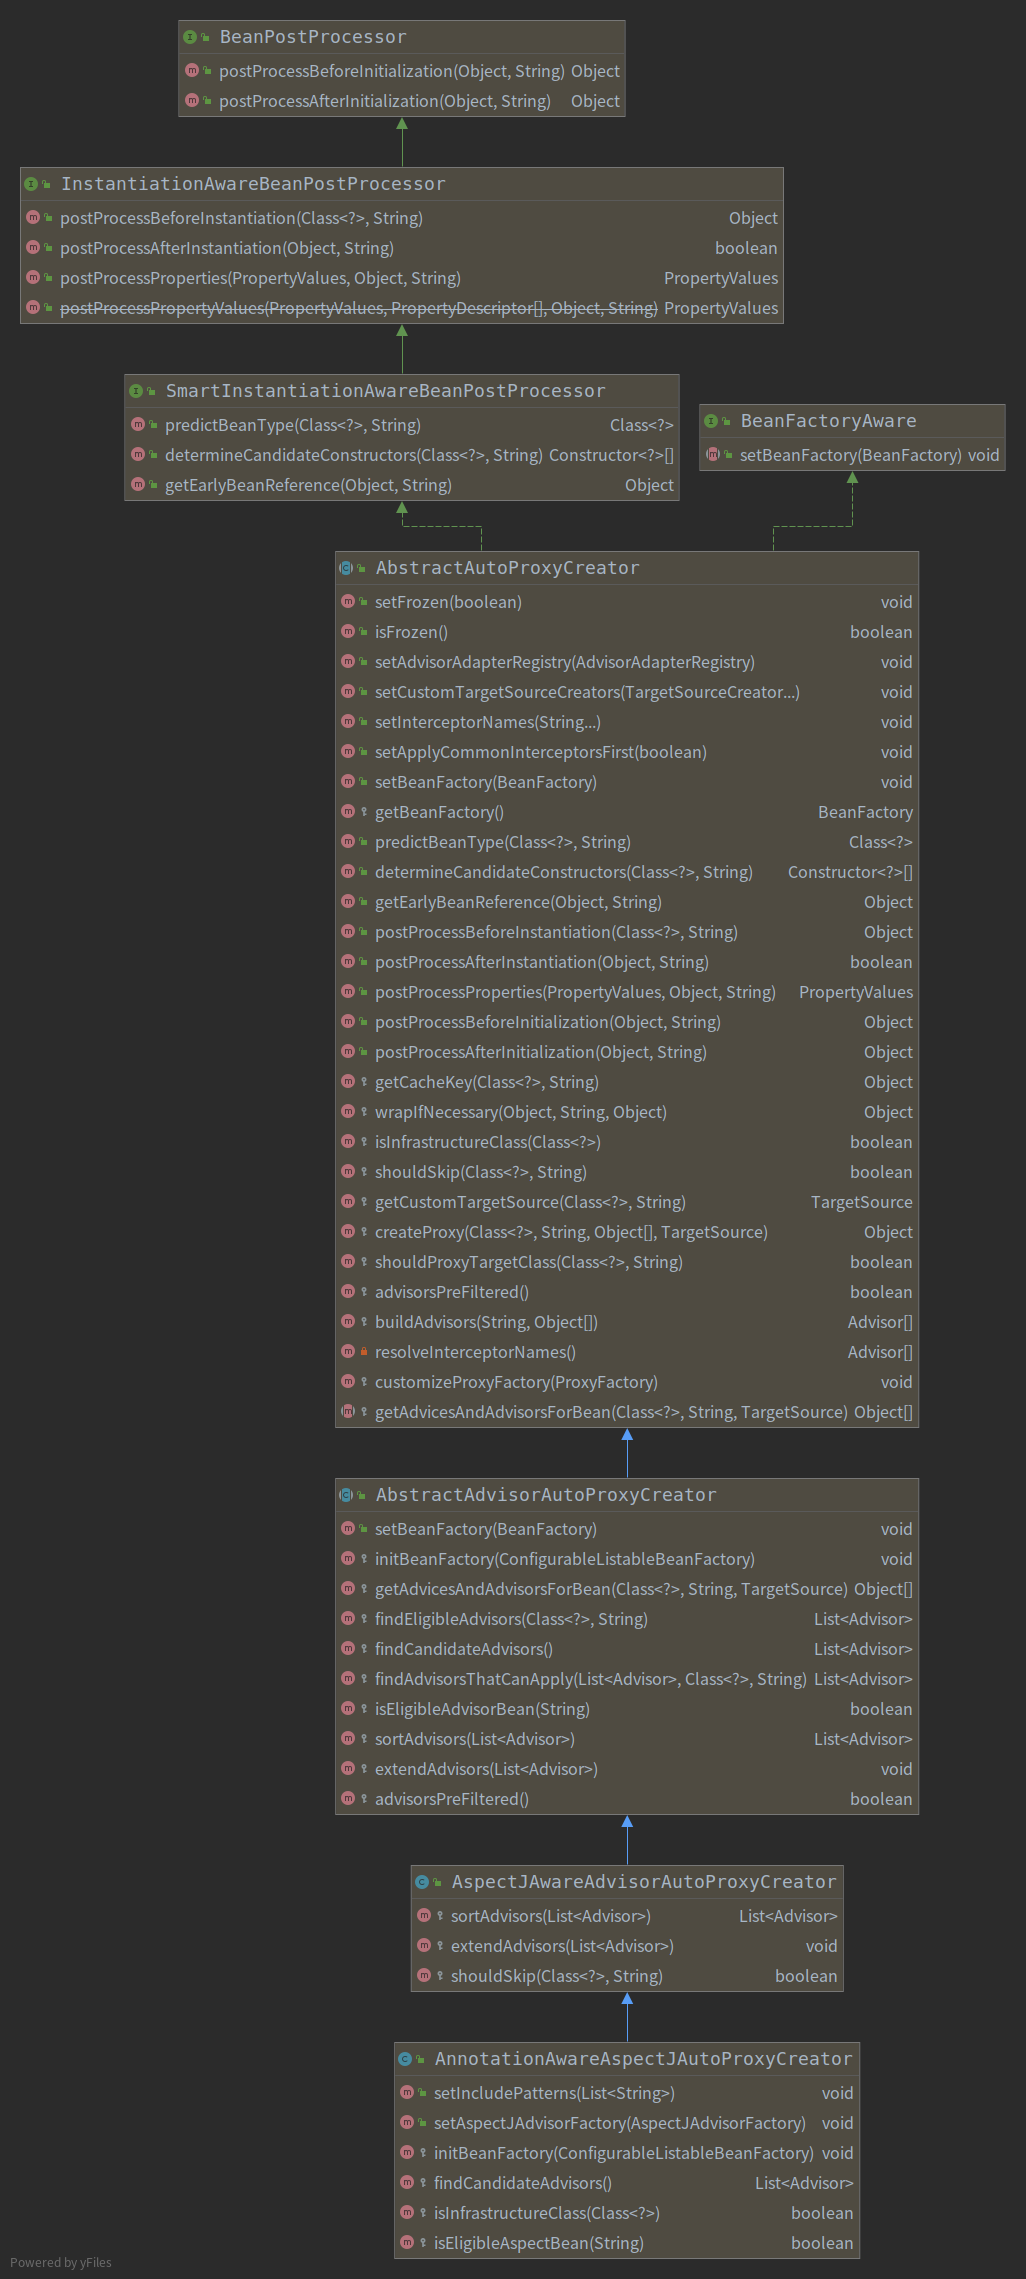 BeanPostProcessor
postProcessBeforeInitialization(Object, String) Object
postProcessAfterInitialization(Object, String) Object
InstantiationAwareBeanPostProcessor
postProcessBeforeInstantiation(Class<?>, String) Object
postProcessAfterInstantiation(Object, String) boolean
postProcessProperties(PropertyValues, Object, String) PropertyValues
postProcessPropertyValues(PropertyValues, PropertyDescriptor[], Object, String) PropertyValues
SmartInstantiationAwareBeanPostProcessor
predictBeanType(Class<?>, String) Class<?>
determineCandidateConstructors(Class<?>, String) Constructor<?>[]
getEarlyBeanReference(Object, String) Object
BeanFactoryAware
setBeanFactory(BeanFactory) void
AbstractAutoProxyCreator
setFrozen(boolean) void
isFrozen() boolean
setAdvisorAdapterRegistry(AdvisorAdapterRegistry) void
setCustomTargetSourceCreators(TargetSourceCreator...) void
setInterceptorNames(String...) void
setApplyCommonInterceptorsFirst(boolean) void
setBeanFactory(BeanFactory) void
getBeanFactory() BeanFactory
predictBeanType(Class<?>, String) Class<?>
determineCandidateConstructors(Class<?>, String) Constructor<?>[]
getEarlyBeanReference(Object, String) Object
postProcessBeforeInstantiation(Class<?>, String) Object
postProcessAfterInstantiation(Object, String) boolean
postProcessProperties(PropertyValues, Object, String) PropertyValues
postProcessBeforeInitialization(Object, String) Object
postProcessAfterInitialization(Object, String) Object
getCacheKey(Class<?>, String) Object
wrapIfNecessary(Object, String, Object) Object
isInfrastructureClass(Class<?>) boolean
shouldSkip(Class<?>, String) boolean
getCustomTargetSource(Class<?>, String) TargetSource
createProxy(Class<?>, String, Object[], TargetSource) Object
shouldProxyTargetClass(Class<?>, String) boolean
advisorsPreFiltered() boolean
buildAdvisors(String, Object[]) Advisor[]
resolveInterceptorNames() Advisor[]
customizeProxyFactory(ProxyFactory) void
getAdvicesAndAdvisorsForBean(Class<?>, String, TargetSource) Object[]
AbstractAdvisorAutoProxyCreator
setBeanFactory(BeanFactory) void
initBeanFactory(ConfigurableListableBeanFactory) void
getAdvicesAndAdvisorsForBean(Class<?>, String, TargetSource) Object[]
findEligibleAdvisors(Class<?>, String) List<Advisor>
findCandidateAdvisors() List<Advisor>
findAdvisorsThatCanApply(List<Advisor>, Class<?>, String) List<Advisor>
isEligibleAdvisorBean(String) boolean
sortAdvisors(List<Advisor>) List<Advisor>
extendAdvisors(List<Advisor>) void
advisorsPreFiltered() boolean
AspectJAwareAdvisorAutoProxyCreator
sortAdvisors(List<Advisor>) List<Advisor>
extendAdvisors(List<Advisor>) void
shouldSkip(Class<?>, String) boolean
AnnotationAwareAspectJAutoProxyCreator
setIncludePatterns(List<String>) void
setAspectJAdvisorFactory(AspectJAdvisorFactory) void
initBeanFactory(ConfigurableListableBeanFactory) void
findCandidateAdvisors() List<Advisor>
isInfrastructureClass(Class<?>) boolean
isEligibleAspectBean(String) boolean
Powered by yFiles